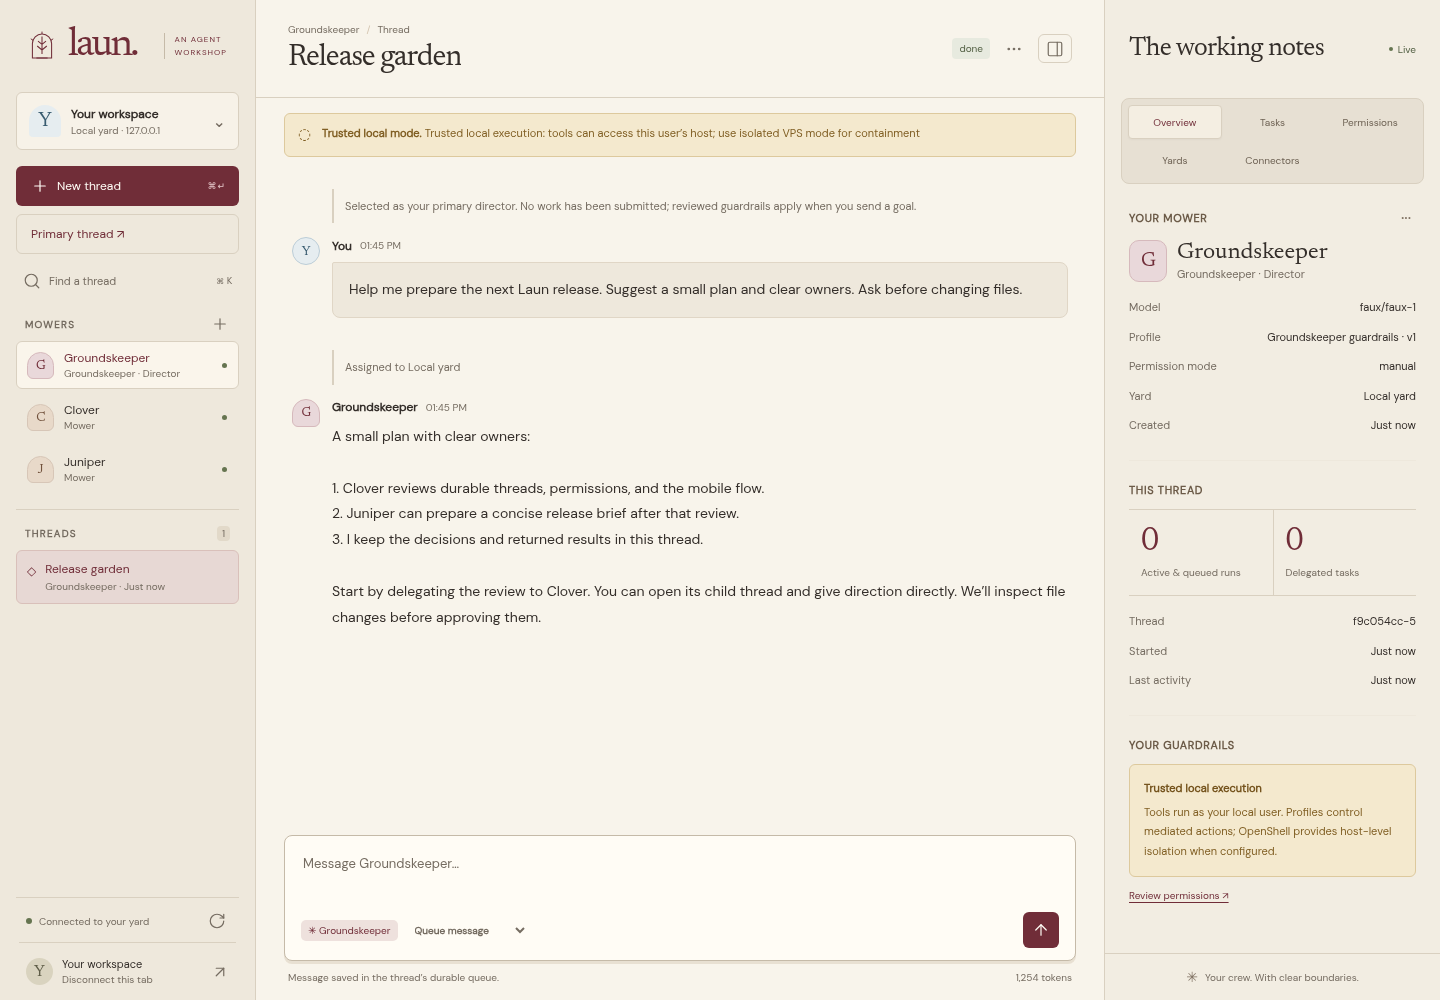 laun.
AN AGENT
WORKSHOP
Y
Your workspace
Local yard · 127.0.0.1
New thread
⌘↵
Primary thread ↗
Find a thread
⌘ K
MOWERS
G
Groundskeeper
Groundskeeper · Director
C
Clover
Mower
J
Juniper
Mower
THREADS
1
Release garden
Groundskeeper · Just now
Connected to your yard
Y
Your workspace
Disconnect this tab
Groundskeeper / Thread
Release garden
done
Trusted local mode. Trusted local execution: tools can access this user's host; use isolated VPS mode for containment
Selected as your primary director. No work has been submitted; reviewed guardrails apply when you send a goal.
Y
You 01:45 PM
Help me prepare the next Laun release. Suggest a small plan and clear owners. Ask before changing files.
Assigned to Local yard
G
Groundskeeper 01:45 PM
A small plan with clear owners:
1. Clover reviews durable threads, permissions, and the mobile flow.
2. Juniper can prepare a concise release brief after that review.
3. I keep the decisions and returned results in this thread.
Start by delegating the review to Clover. You can open its child thread and give direction directly. We'll inspect file
changes before approving them.
Message Groundskeeper...
✳ Groundskeeper
Queue message
Message saved in the thread's durable queue.
1,254 tokens
The working notes
Live
Overview Tasks Permissions
Yards Connectors
YOUR MOWER
G
Groundskeeper
Groundskeeper · Director
Model faux/faux-1
Profile Groundskeeper guardrails · v1
Permission mode manual
Yard Local yard
Created Just now
THIS THREAD
0 0
Active & queued runs Delegated tasks
Thread f9c054cc-5
Started Just now
Last activity Just now
YOUR GUARDRAILS
Trusted local execution
Tools run as your local user. Profiles control
mediated actions; OpenShell provides host-level
isolation when configured.
Review permissions ↗
✳ Your crew. With clear boundaries.